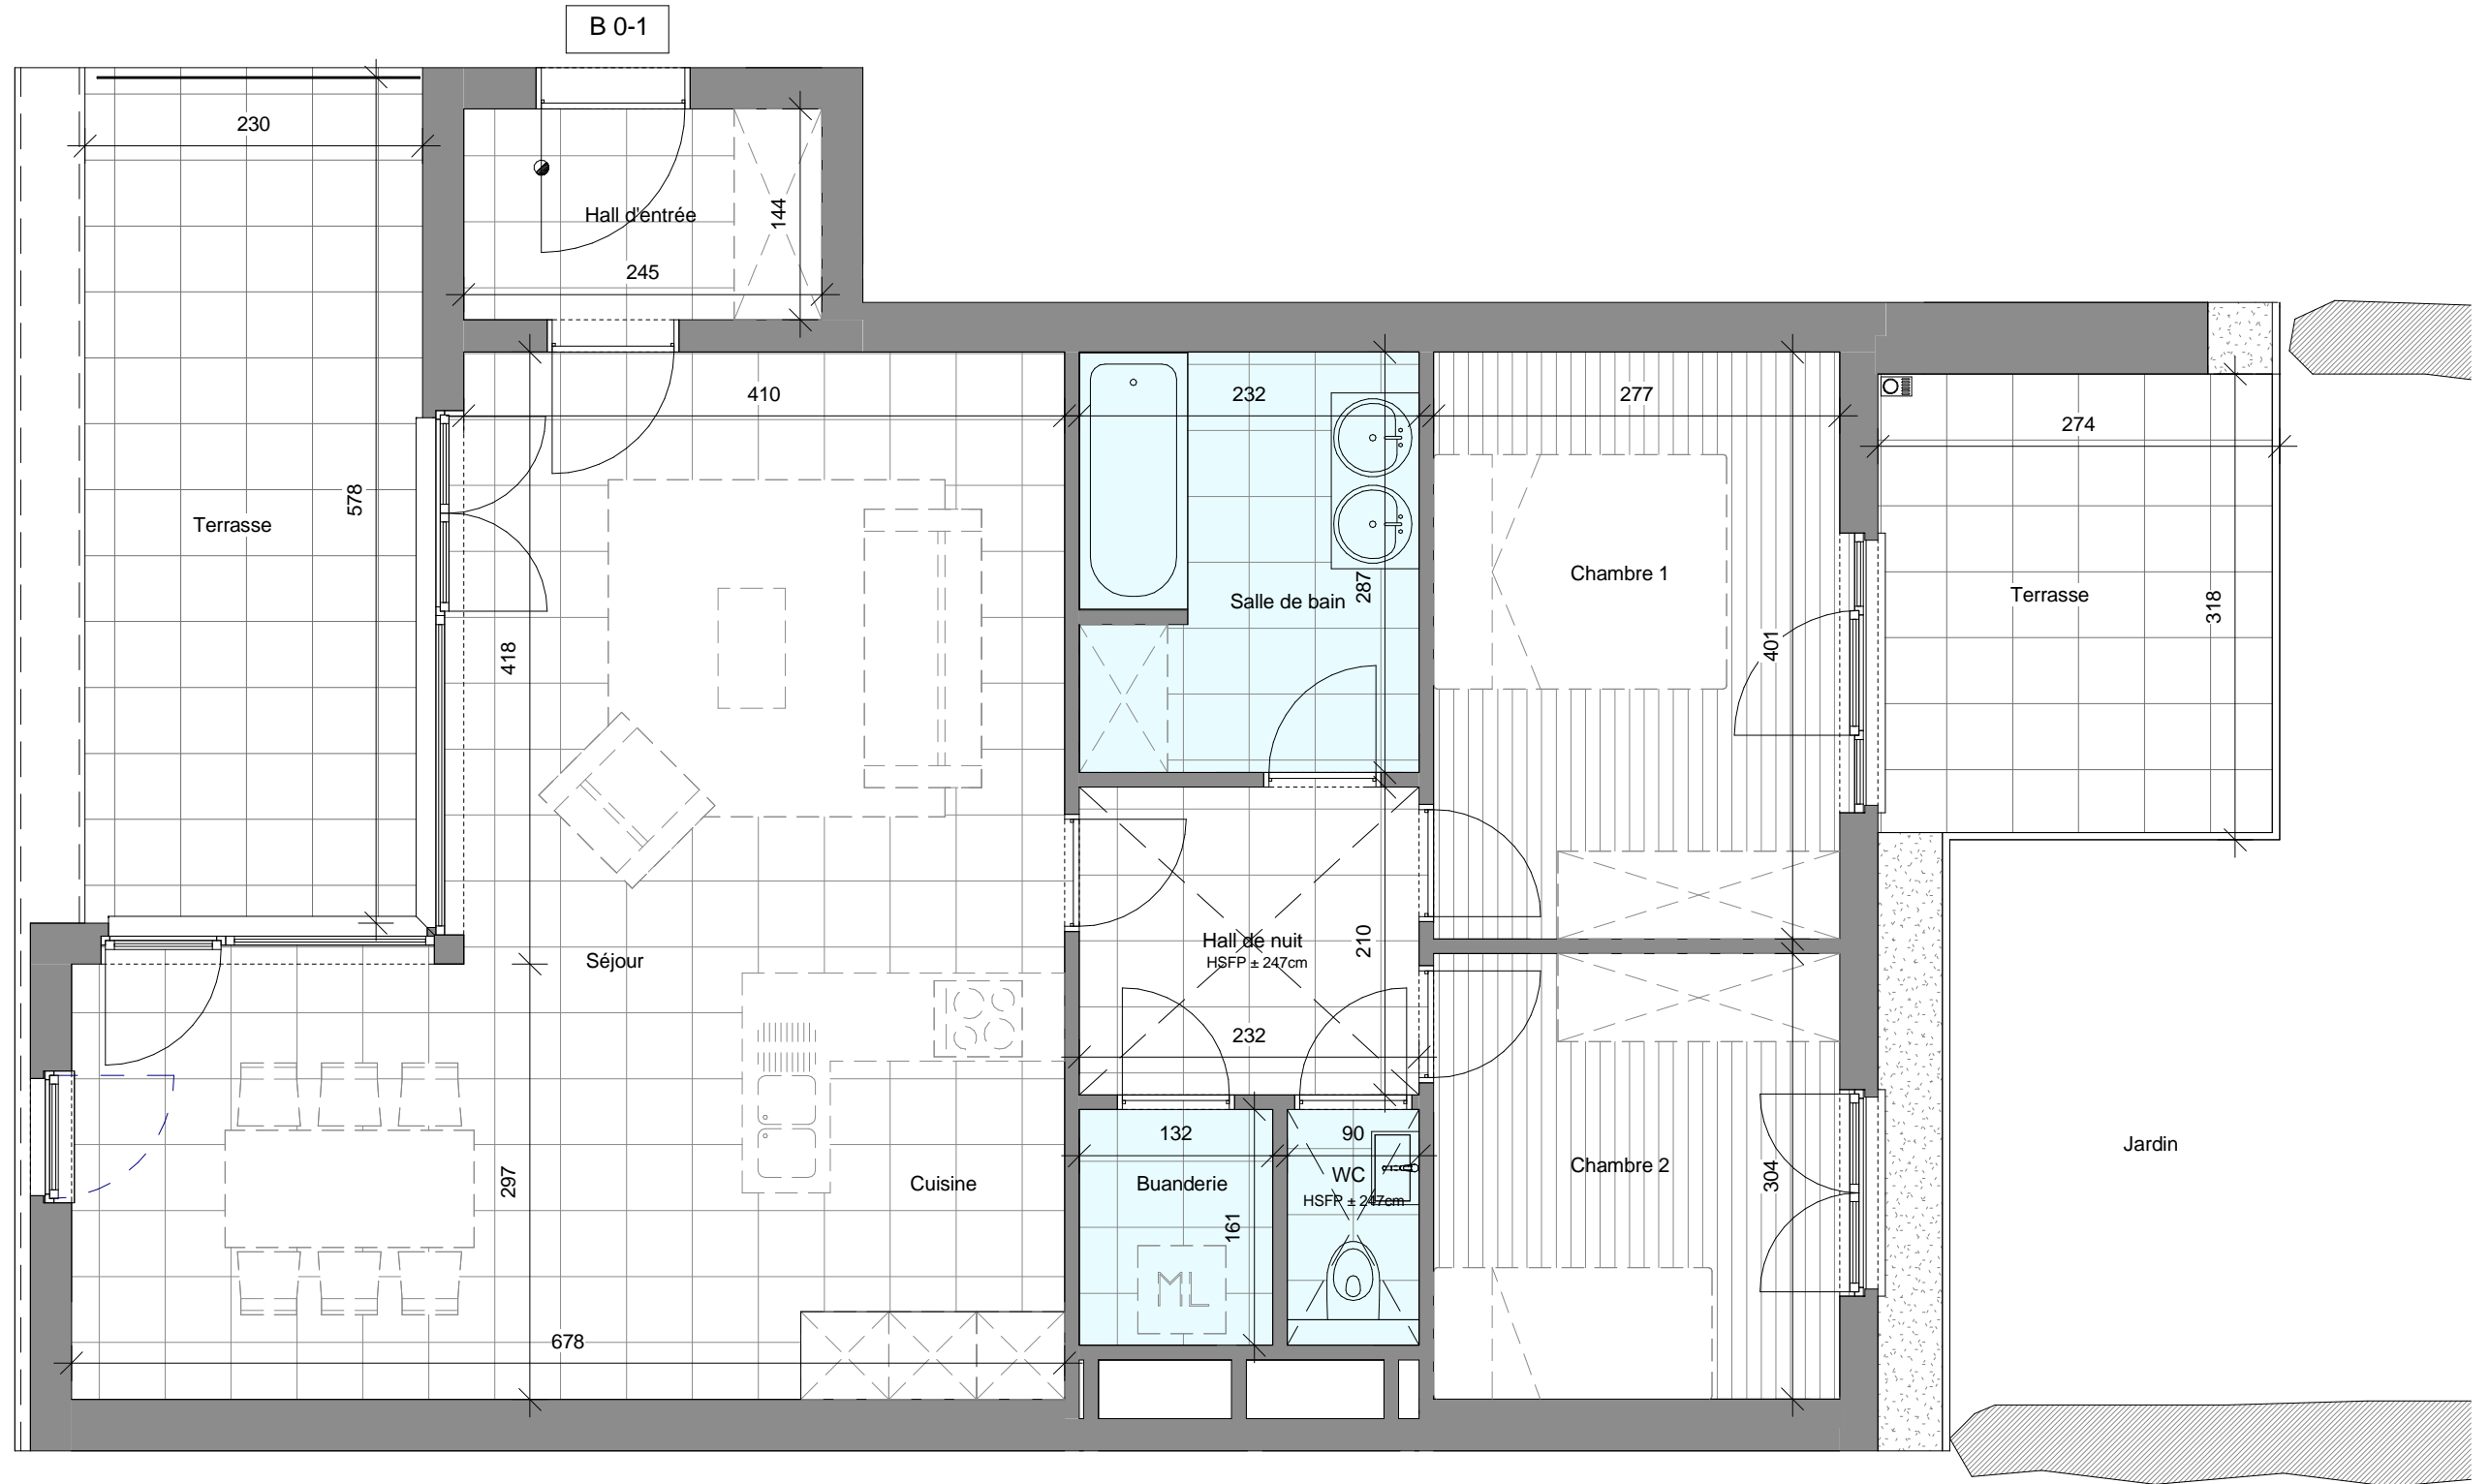 B 0-1
230
Hall d'entrée
144
245
410
232
277
274
578
Terrasse
418
Salle de bain
287
Chambre 1
401
Terrasse
318
Séjour
Hall de nuit
HSFP ± 247cm
210
232
297
Cuisine
132
Buanderie
161
ML
90
WC
HSFP ± 247cm
Chambre 2
304
Jardin
678